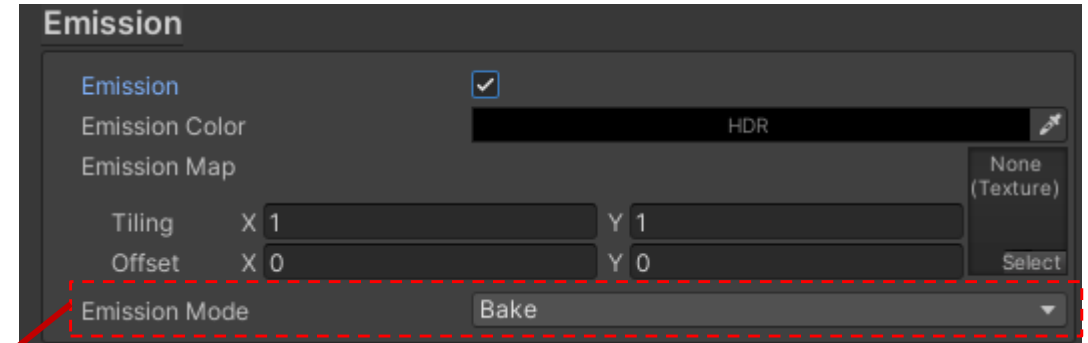 Emission
Emission
Emission Color HDR
Emission Map None
(Texture)
Tiling X 1 Y 1
Offset X 0 Y 0 Select
Emission Mode Bake